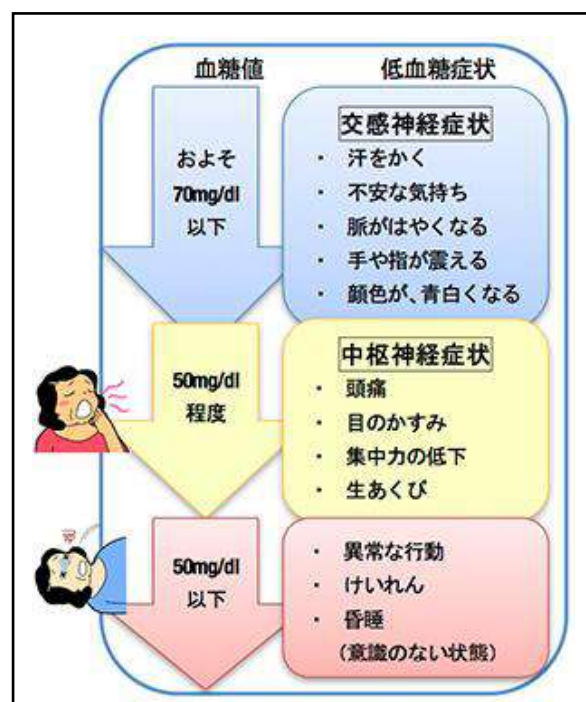 血糖値 低血糖症状
およそ
70mg/dl
以下
交感神経症状
・ 汗をかく
・ 不安な気持ち
・ 脈がはやくなる
・ 手や指が震える
・ 顔色が、青白くなる
50mg/dl
程度
中枢神経症状
・ 頭痛
・ 目のかすみ
・ 集中力の低下
・ 生あくび
50mg/dl
以下
・ 異常な行動
・ けいれん
・ 昏睡
(意識のない状態)